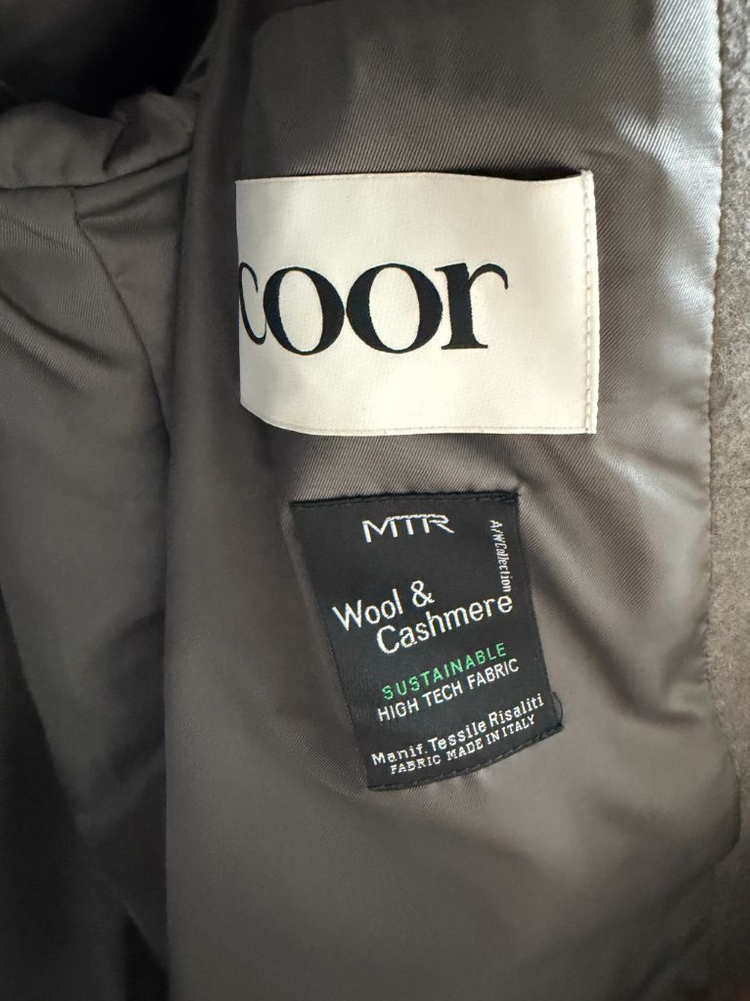 coor
MTR
A/W Collection
Wool &
Cashmere
SUSTAINABLE
HIGH TECH FABRIC
Manif.Tessile Risaliti
FABRIC MADE IN ITALY